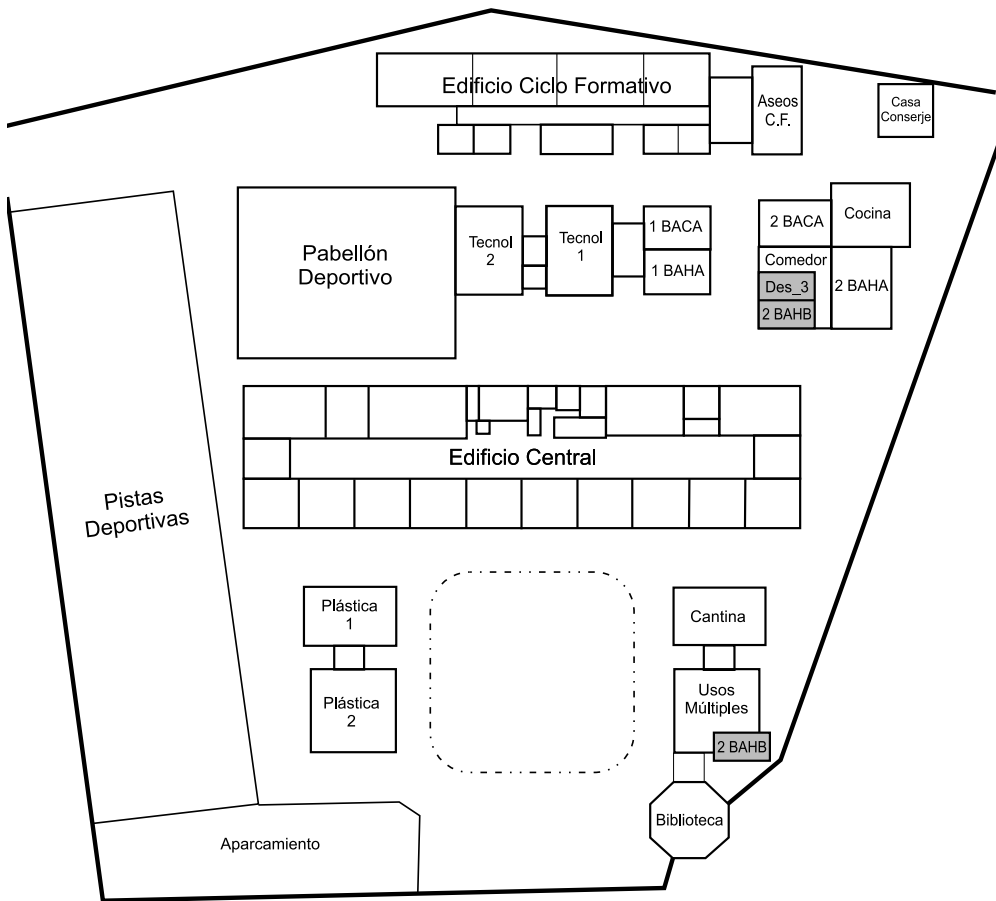 Edificio Ciclo Formativo
Aseos
C.F.
Casa
Conserje
Pabellón
Deportivo
Tecnol
2
Tecnol
1
1 BACA
1 BAHA
2 BACA
Cocina
Comedor
Des_3
2 BAHB
2 BAHA
Edificio Central
Pistas
Deportivas
Plástica
1
Plástica
2
Cantina
Usos
Múltiples
2 BAHB
Biblioteca
Aparcamiento